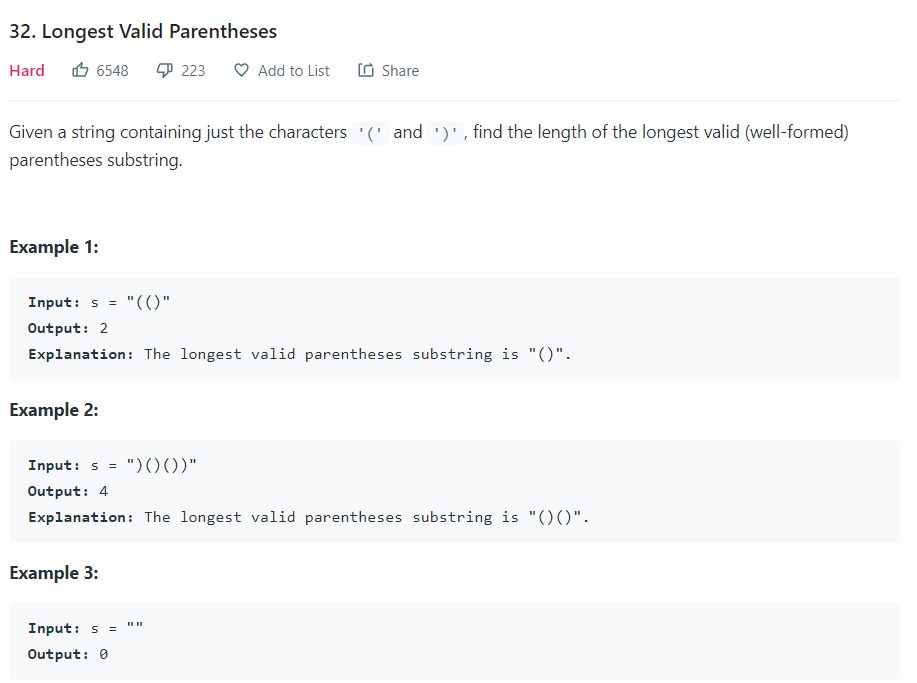 32. Longest Valid Parentheses
Hard 6548 223 Add to List Share
Given a string containing just the characters '(' and ')', find the length of the longest valid (well-formed)
parentheses substring.
Example 1:
Input: s = "(()"
Output: 2
Explanation: The longest valid parentheses substring is "()".
Example 2:
Input: s = ")()())"
Output: 4
Explanation: The longest valid parentheses substring is "()()".
Example 3:
Input: s = ""
Output: 0